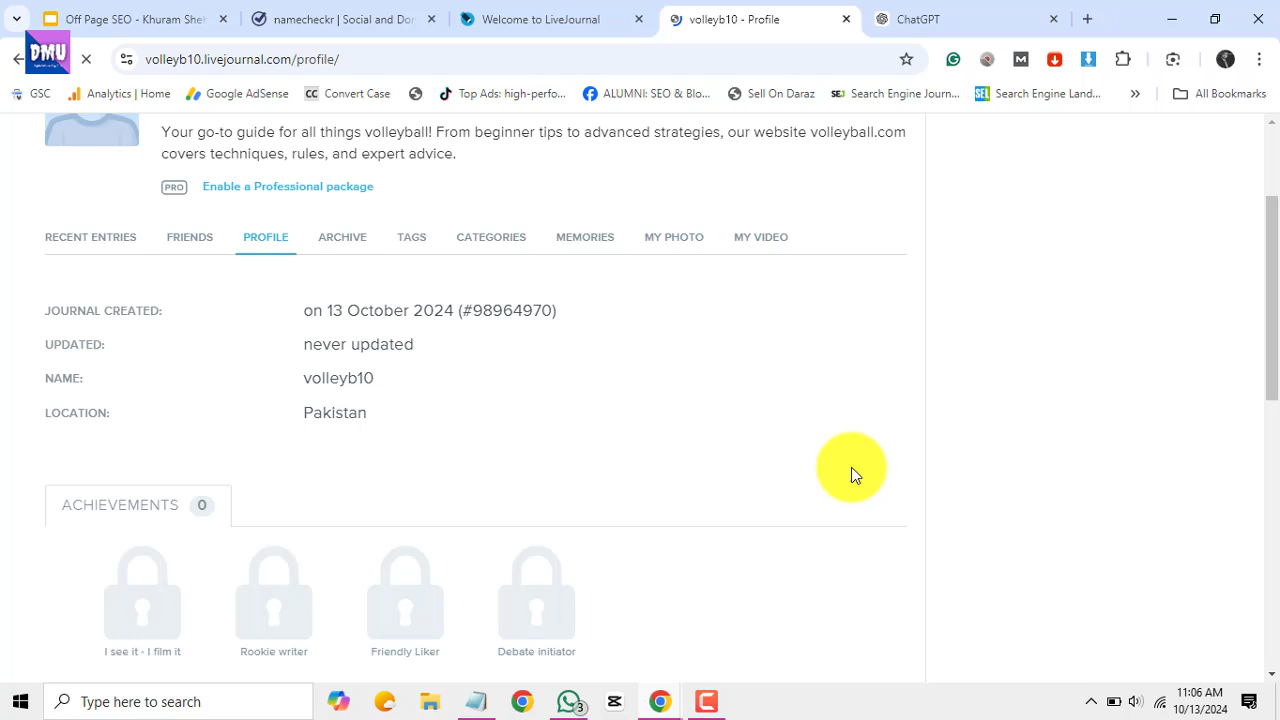 Off Page SEO - Khuram Shel
namecheckr | Social and Dor
Welcome to LiveJournal
volleyb10 - Profile
ChatGPT
DMU
volleyb10.livejournal.com/profile/
GSC
Analytics | Home
Google AdSense
CC Convert Case
Top Ads: high-perfo...
ALUMNI: SEO & Blo...
Sell On Daraz
SEJ Search Engine Journ...
SEL Search Engine Land...
All Bookmarks
Your go-to guide for all things volleyball! From beginner tips to advanced strategies, our website volleyball.com
covers techniques, rules, and expert advice.
PRO Enable a Professional package
RECENT ENTRIES FRIENDS PROFILE ARCHIVE TAGS CATEGORIES MEMORIES MY PHOTO MY VIDEO
JOURNAL CREATED: on 13 October 2024 (#98964970)
UPDATED: never updated
NAME: volleyb10
LOCATION: Pakistan
ACHIEVEMENTS 0
I see it - I film it Rookie writer Friendly Liker Debate initiator
Type here to search
3
11:06 AM
10/13/2024